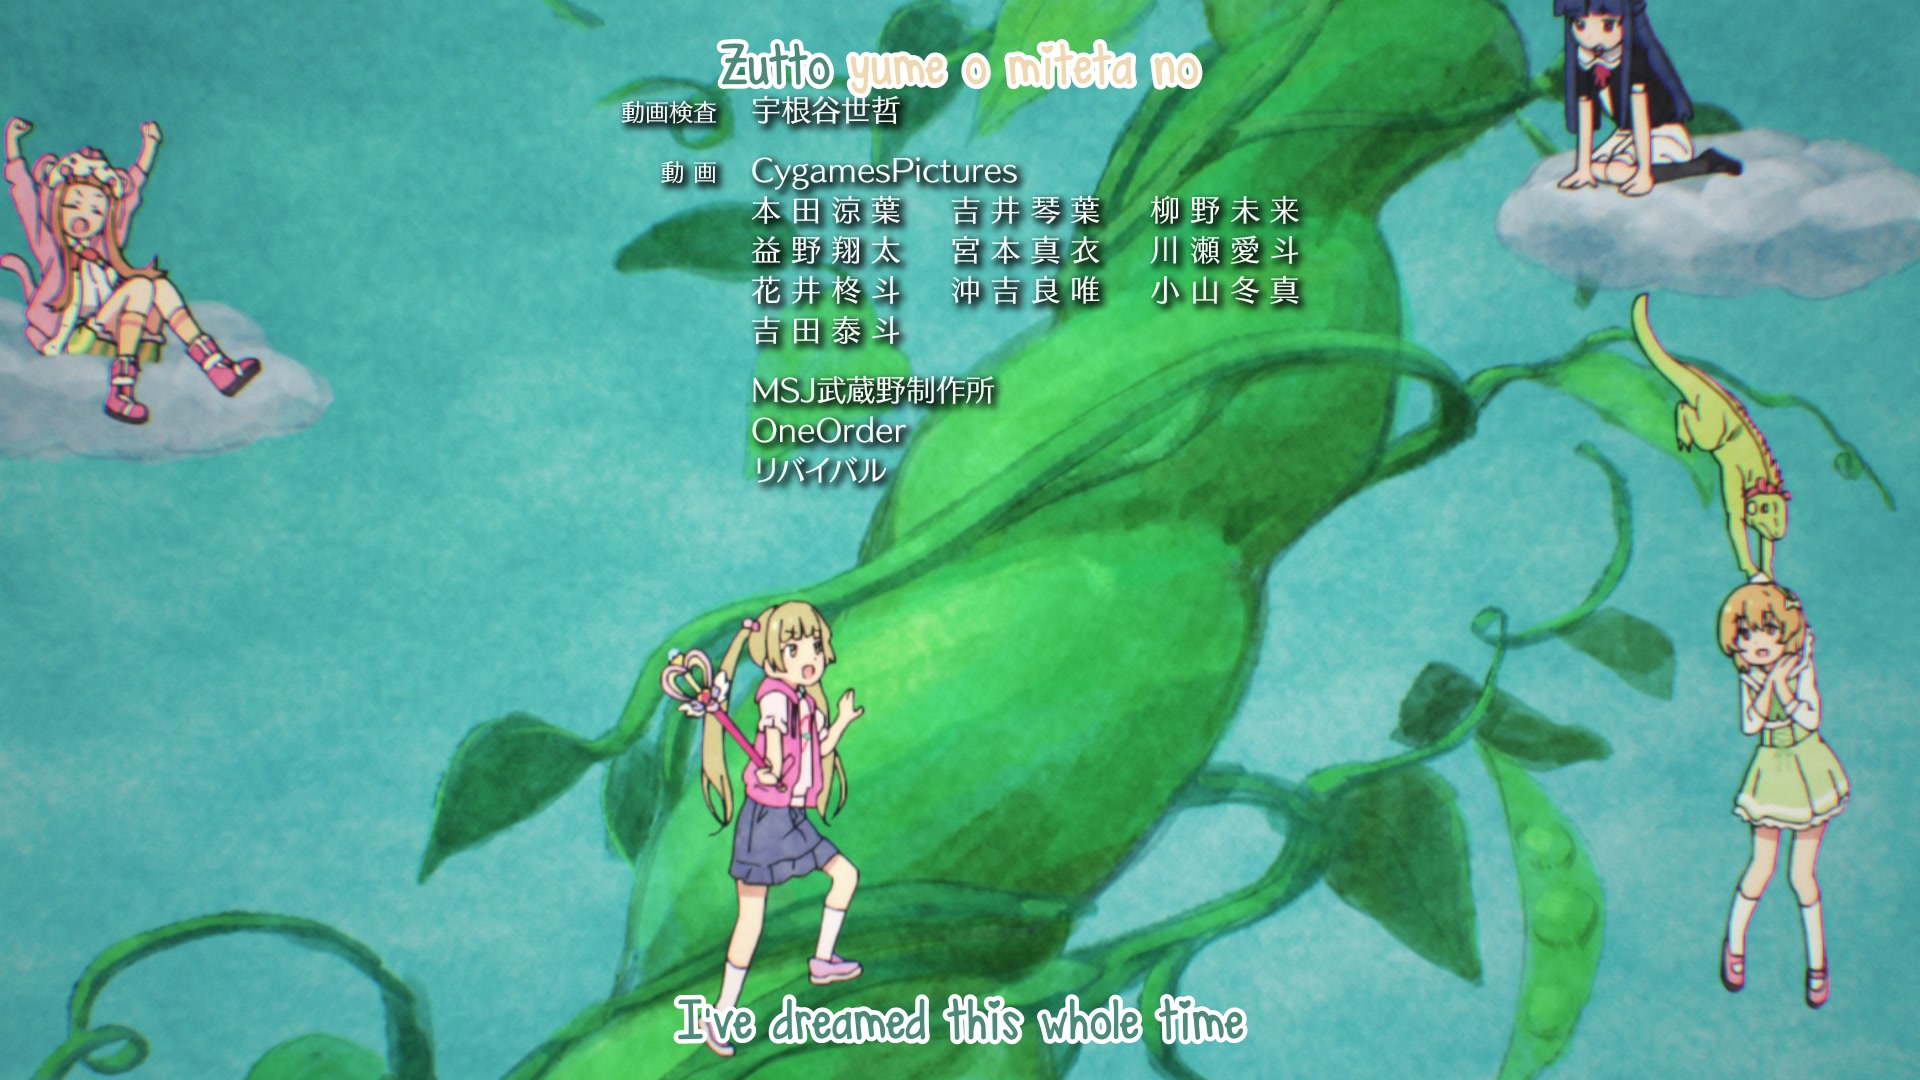 Zutto yume o miteta no
動画検査 宇根谷世哲
動画 CygamesPictures
本田涼葉 吉井琴葉 柳野未来
益野翔太 宮本真衣 川瀬愛斗
花井柊斗 沖吉良唯 小山冬真
吉田泰斗
MSJ武蔵野制作所
OneOrder
リバイバル
I've dreamed this whole time